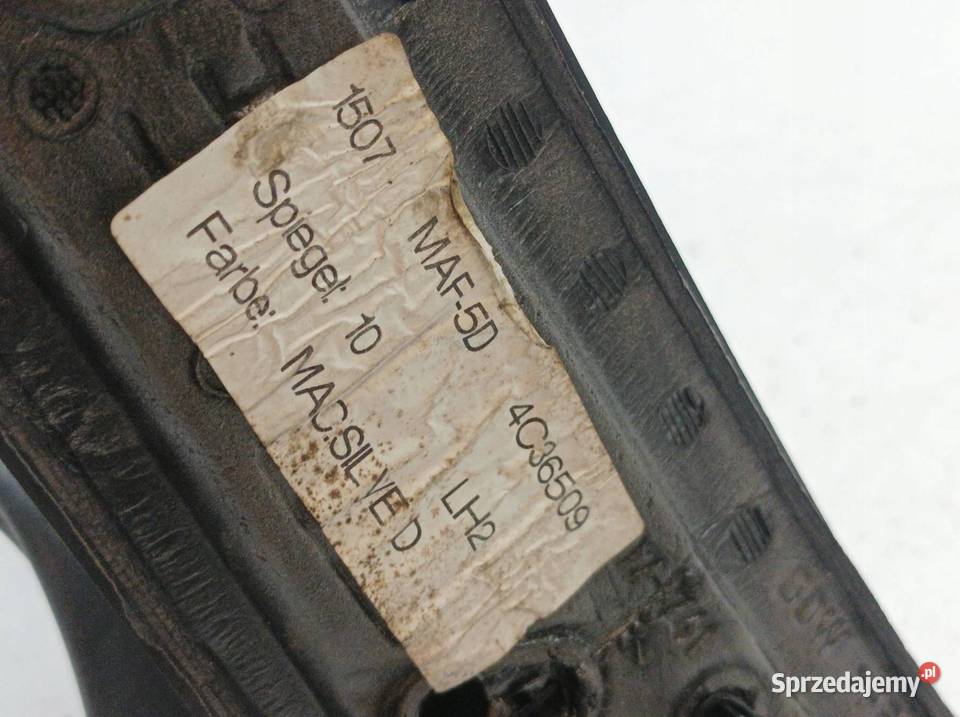 1507 MAF-5D 4C36509
Spiegel: 10 LH2
Farbe: MAC.SILVE D
Sprzedajemy.pl